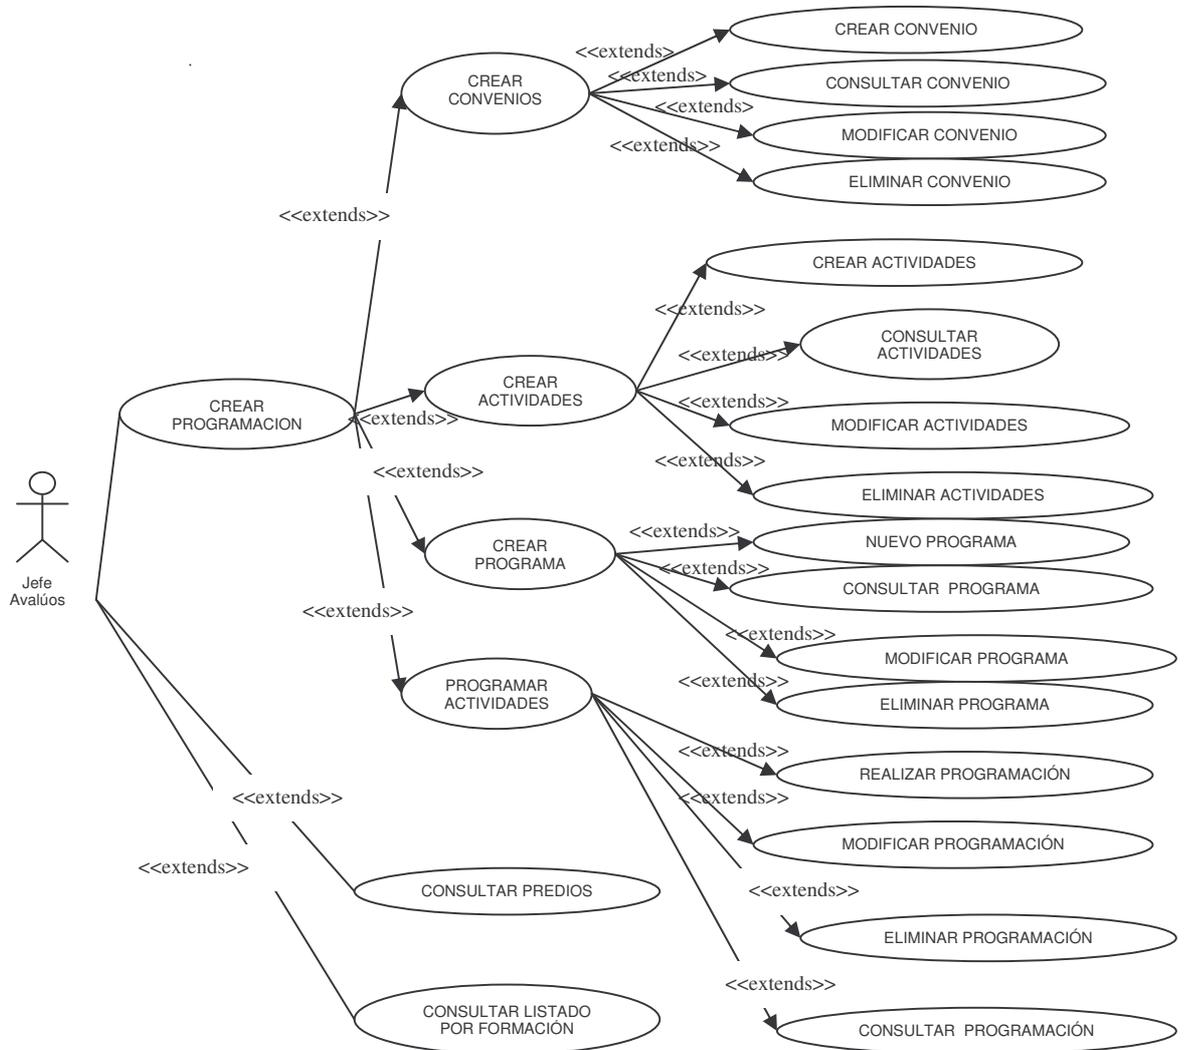 CREAR CONVENIO
<<extends>
CREAR
CONVENIOS
<<extends>
CONSULTAR CONVENIO
<<extends>
MODIFICAR CONVENIO
<<extends>>
ELIMINAR CONVENIO
<<extends>>
CREAR ACTIVIDADES
<<extends>>
CONSULTAR
ACTIVIDADES
<<extends>>
CREAR
ACTIVIDADES
<<extends>>
MODIFICAR ACTIVIDADES
CREAR
PROGRAMACION
<<extends>>
<<extends>>
<<extends>>
ELIMINAR ACTIVIDADES
<<extends>>
NUEVO PROGRAMA
CREAR
PROGRAMA
<<extends>>
CONSULTAR  PROGRAMA
Jefe
Avalúos
<<extends>>
<<extends>>
MODIFICAR PROGRAMA
PROGRAMAR
ACTIVIDADES
<<extends>>
ELIMINAR PROGRAMA
<<extends>>
REALIZAR PROGRAMACIÓN
<<extends>>
<<extends>>
MODIFICAR PROGRAMACIÓN
<<extends>>
CONSULTAR PREDIOS
<<extends>>
ELIMINAR PROGRAMACIÓN
<<extends>>
CONSULTAR LISTADO
POR FORMACIÓN
CONSULTAR  PROGRAMACIÓN